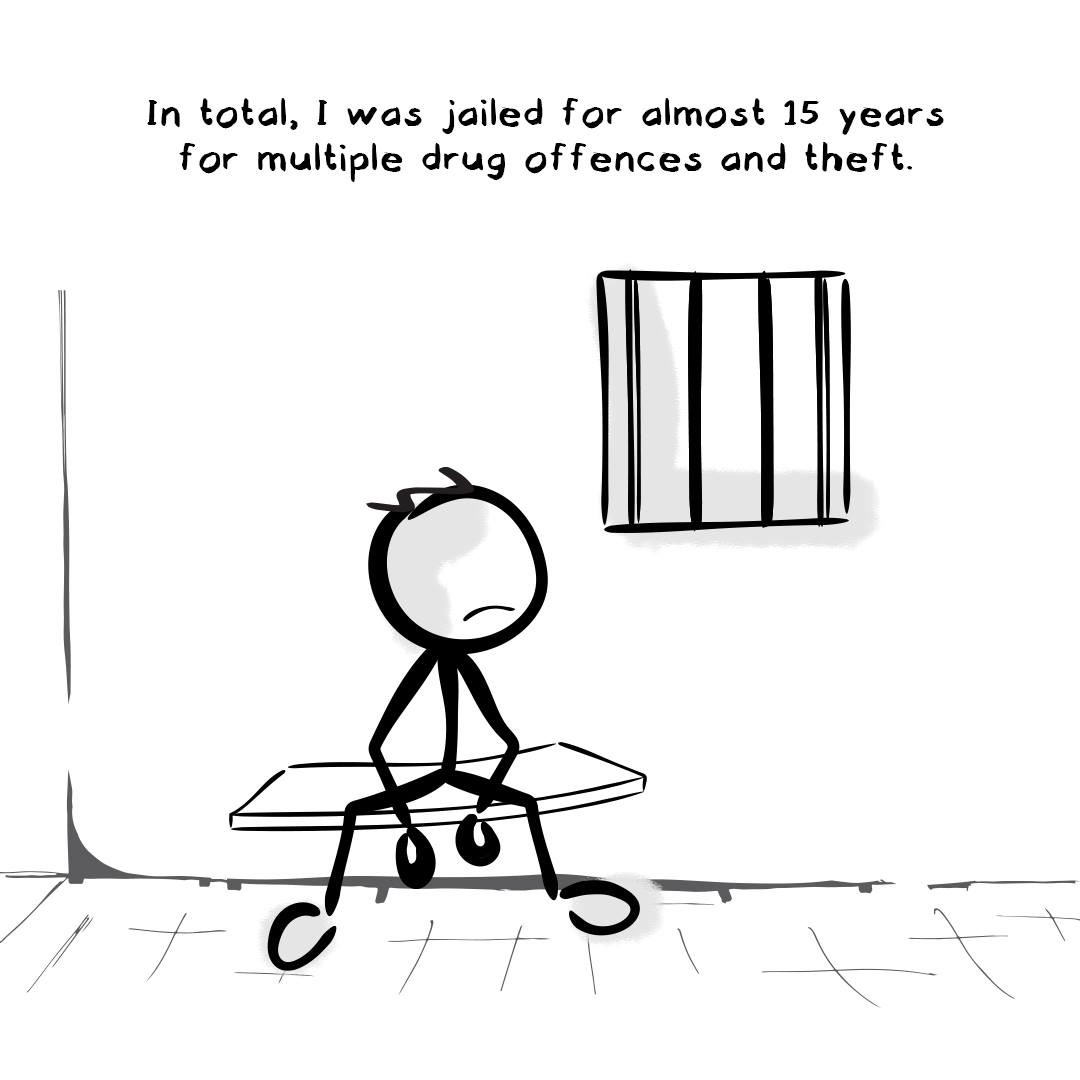 In total, I was jailed for almost 15 years
for multiple drug offences and theft.